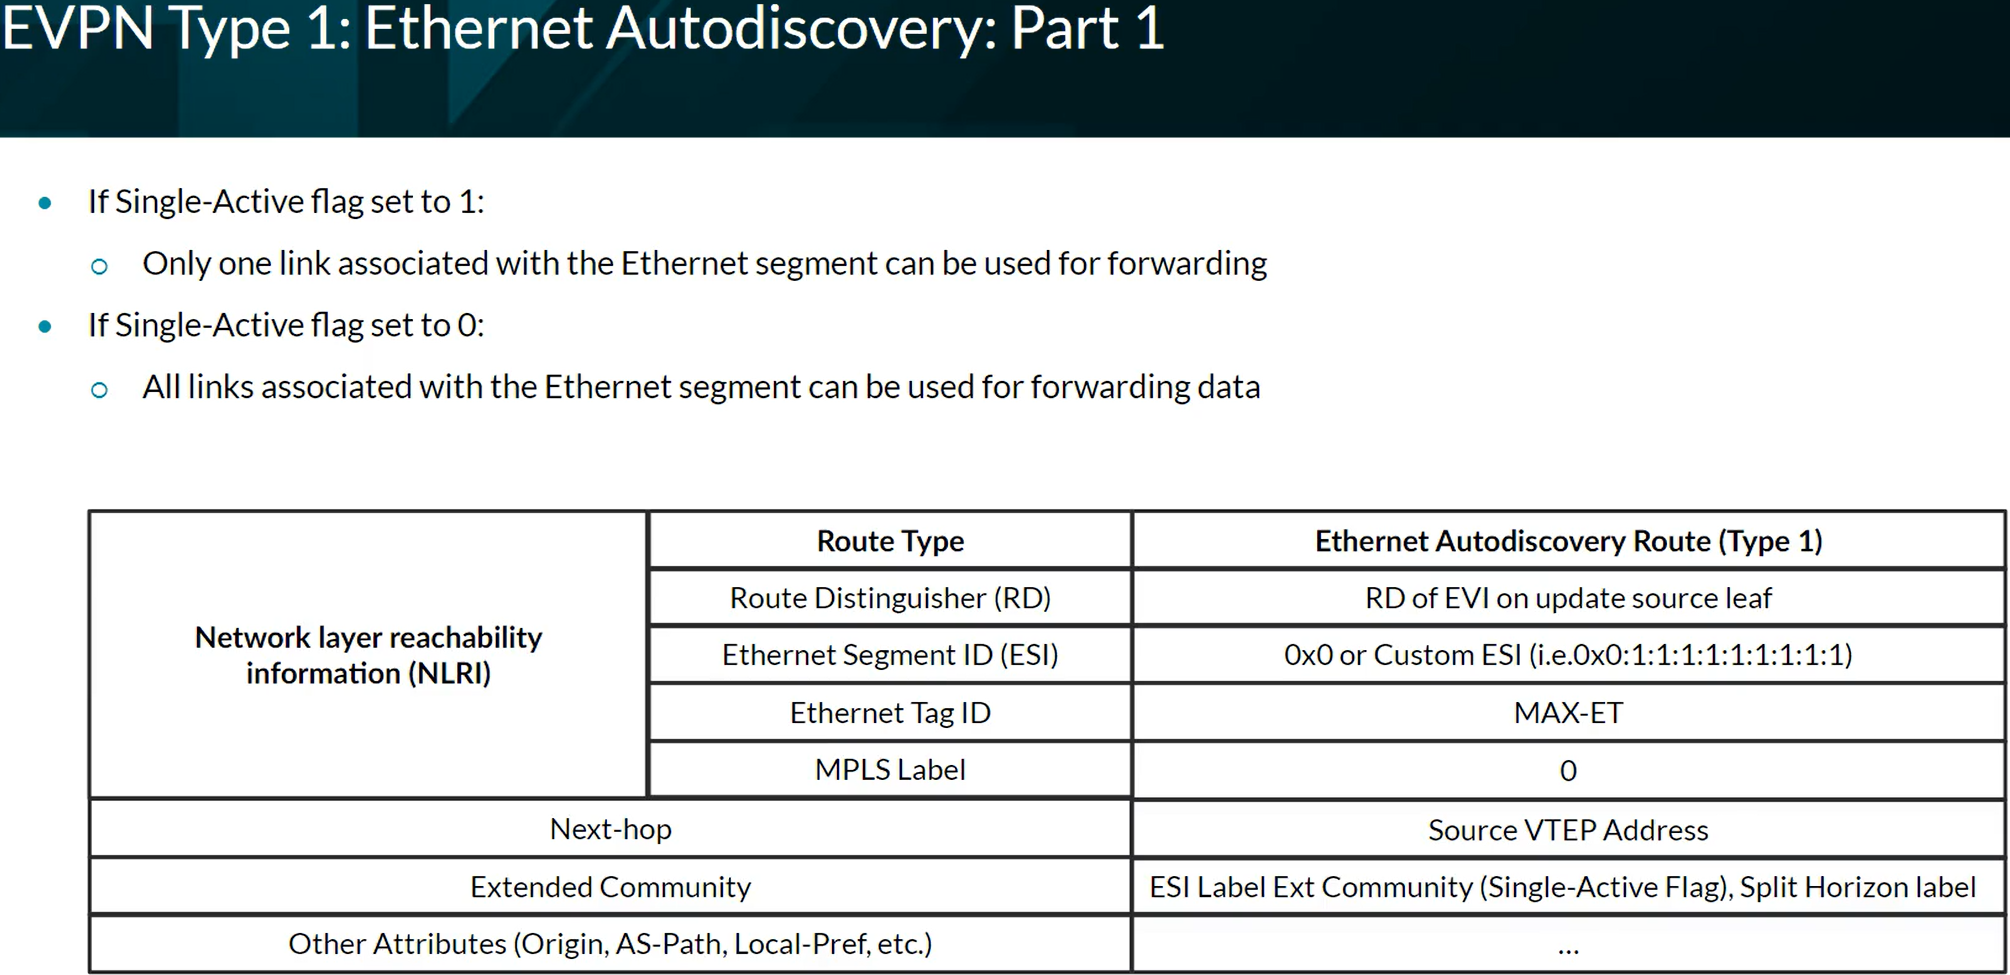 EVPN Type 1: Ethernet Autodiscovery: Part 1
If Single-Active flag set to 1:
Only one link associated with the Ethernet segment can be used for forwarding
If Single-Active flag set to 0:
All links associated with the Ethernet segment can be used for forwarding data
Network layer reachability
information (NLRI)
Route Type
Ethernet Autodiscovery Route (Type 1)
Route Distinguisher (RD)
RD of EVI on update source leaf
Ethernet Segment ID (ESI)
0x0 or Custom ESI (i.e.0x0:1:1:1:1:1:1:1:1:1)
Ethernet Tag ID
MAX-ET
MPLS Label
0
Next-hop
Source VTEP Address
Extended Community
ESI Label Ext Community (Single-Active Flag), Split Horizon label
Other Attributes (Origin, AS-Path, Local-Pref, etc.)
...